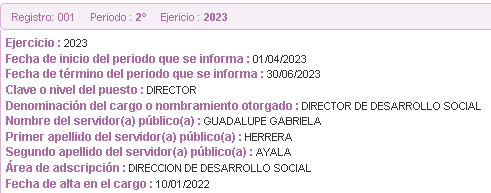 Registro: 001 Periodo : 2° Ejericio : 2023
Ejercicio : 2023
Fecha de inicio del periodo que se informa : 01/04/2023
Fecha de término del periodo que se informa : 30/06/2023
Clave o nivel del puesto : DIRECTOR
Denominación del cargo o nombramiento otorgado : DIRECTOR DE DESARROLLO SOCIAL
Nombre del servidor(a) público(a) : GUADALUPE GABRIELA
Primer apellido del servidor(a) público(a) : HERRERA
Segundo apellido del servidor(a) público(a) : AYALA
Área de adscripción : DIRECCION DE DESARROLLO SOCIAL
Fecha de alta en el cargo : 10/01/2022